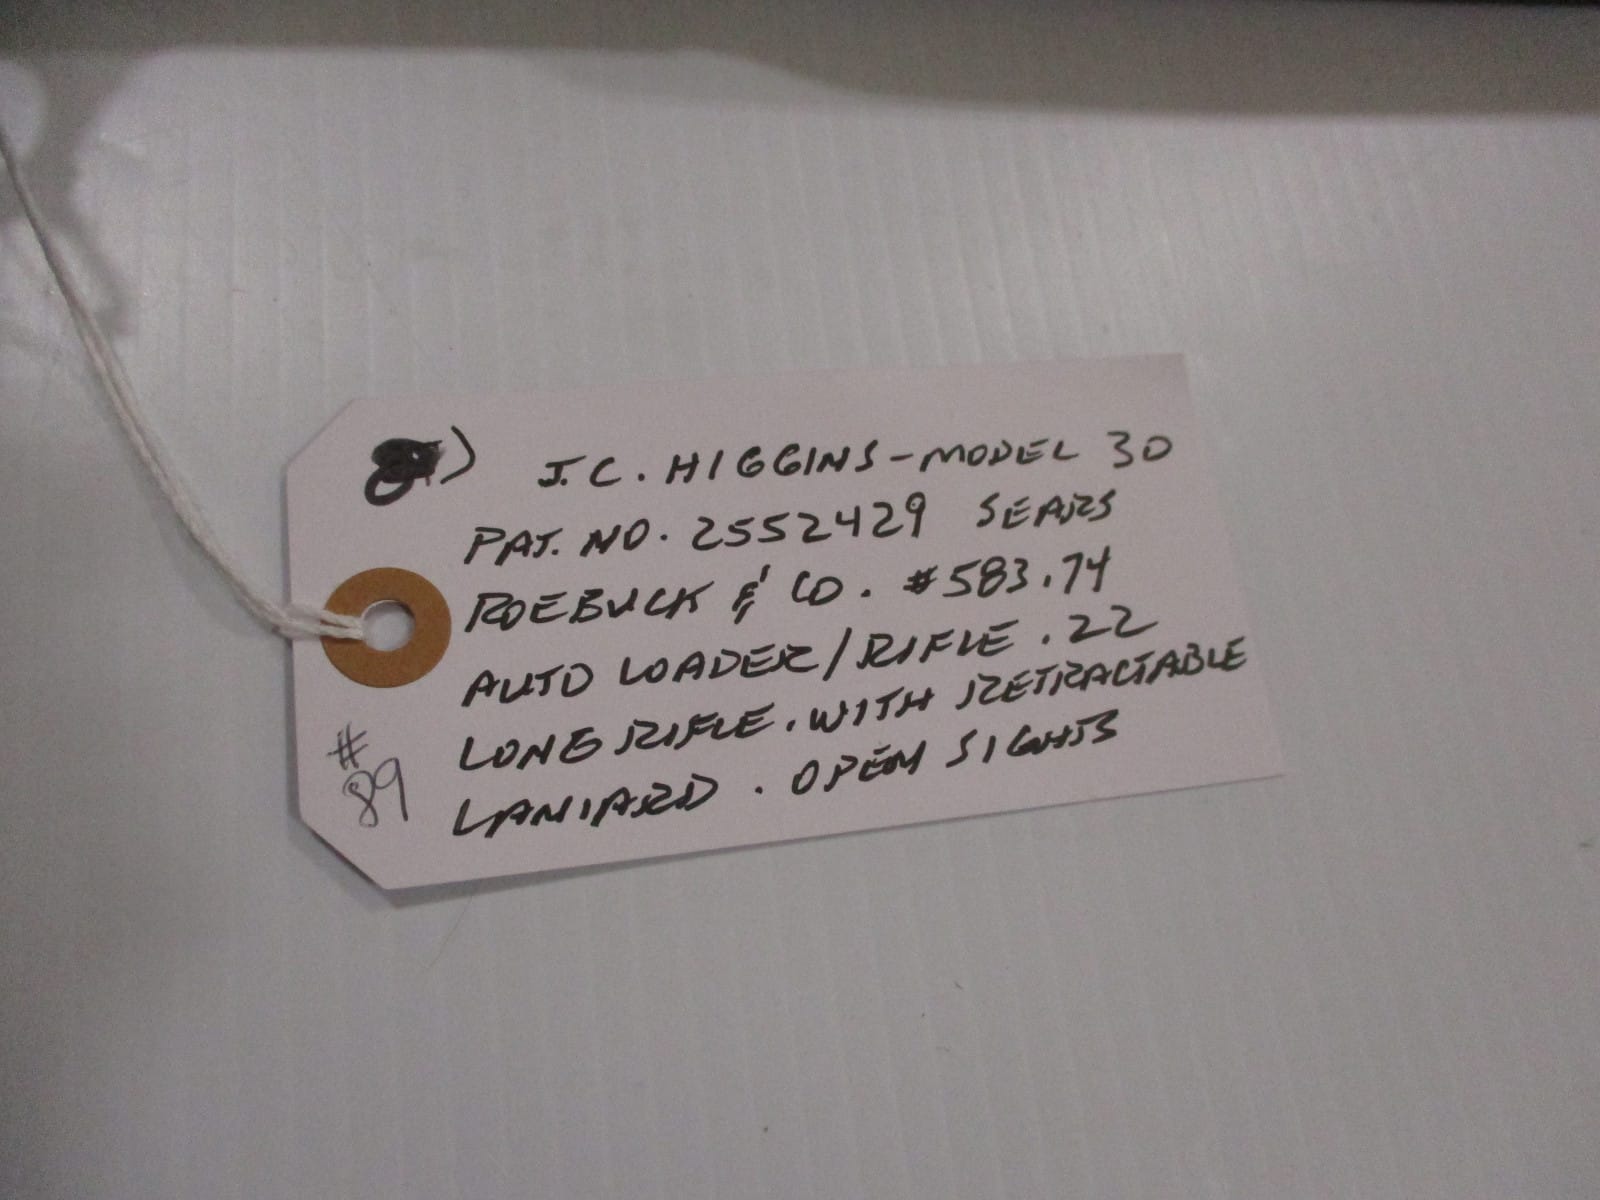 J.C. HIGGINS - MODEL 30
PAT. NO. 2552429 SEARS
ROEBUCK & CO. #583.74
AUTO LOADER/RIFLE .22
LONG RIFLE. WITH RETRACTABLE
LANIARD. OPEN SIGHTS
#
89